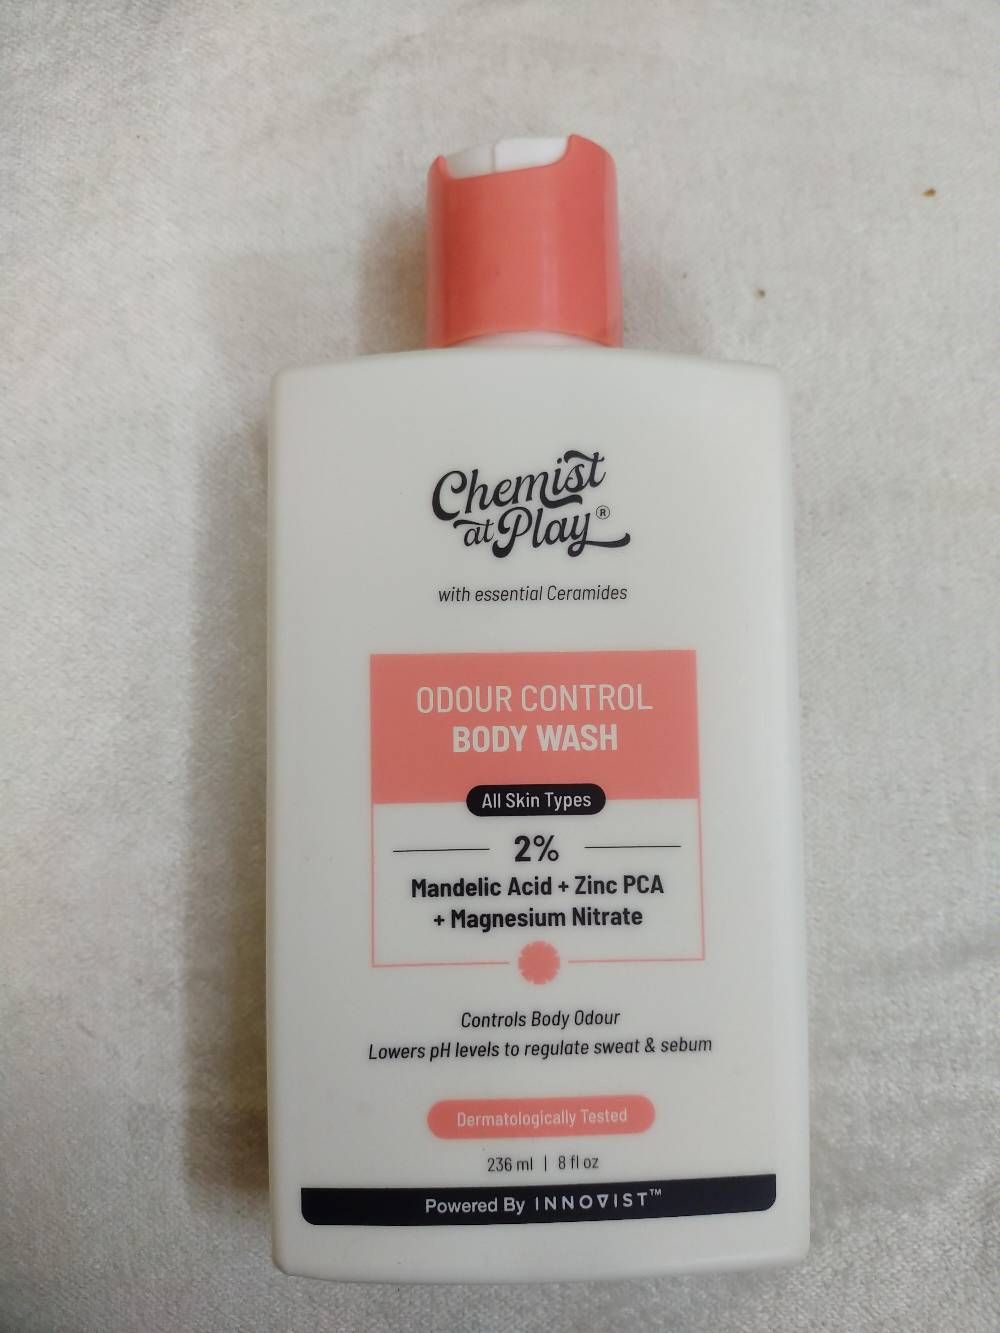 Chemist
at Play®
with essential Ceramides
ODOUR CONTROL
BODY WASH
All Skin Types
2%
Mandelic Acid + Zinc PCA
+ Magnesium Nitrate
Controls Body Odour
Lowers pH levels to regulate sweat & sebum
Dermatologically Tested
236 ml | 8 fl oz
Powered By INNOVIST™